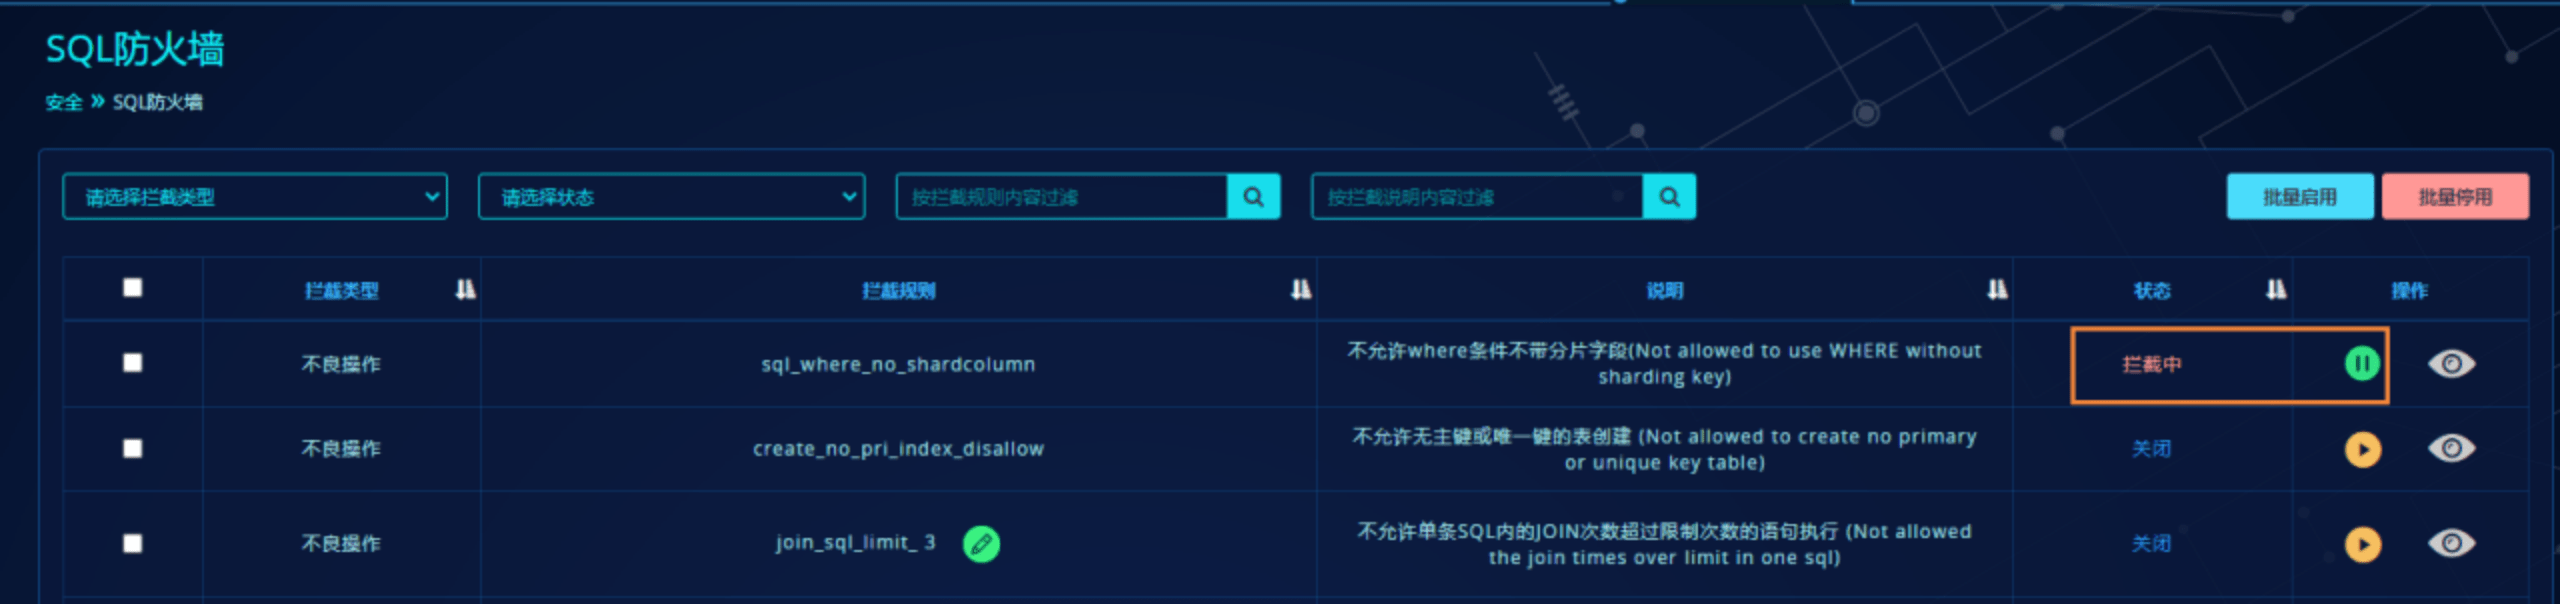 SQL防火墙
安全 » SQL防火墙
请选择拦截类型 请选择状态 按拦截规则内容过滤 按拦截说明内容过滤 批量启用 批量停用
拦截类型 拦截规则 说明 状态 操作
不良操作 sql_where_no_shardcolumn 不允许where条件不带分片字段(Not allowed to use WHERE without
sharding key) 拦截中
不良操作 create_no_pri_index_disallow 不允许无主键或唯一键的表创建 (Not allowed to create no primary
or unique key table) 关闭
不良操作 join_sql_limit_ 3 不允许单条SQL内的JOIN次数超过限制次数的语句执行 (Not allowed
the join times over limit in one sql) 关闭